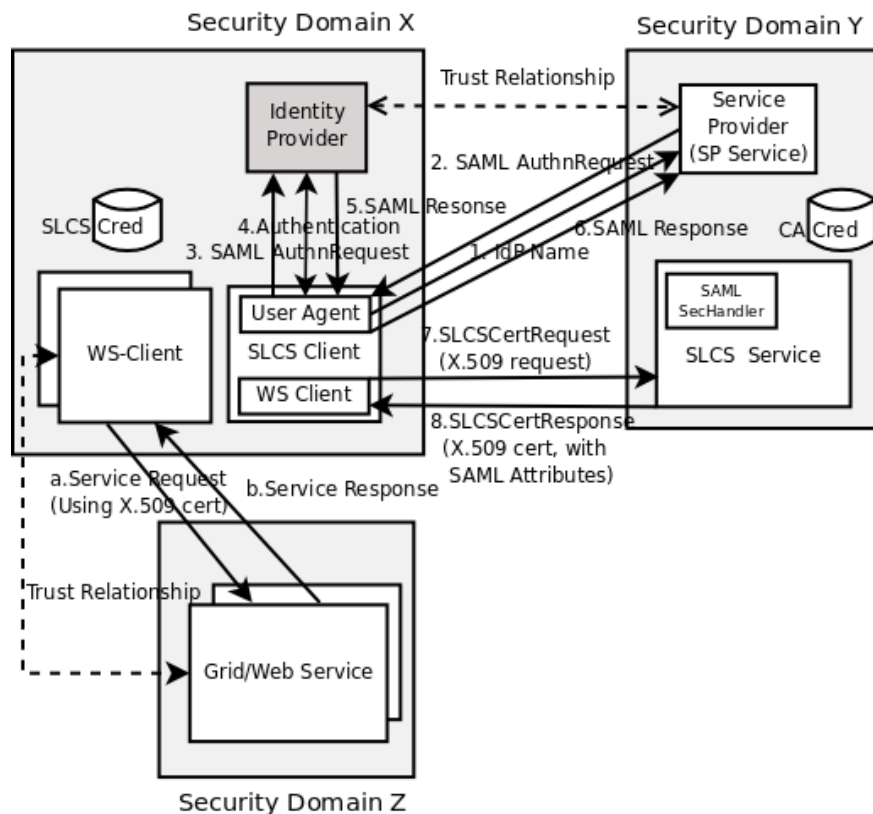 Security Domain X
Security Domain Y
Trust Relationship
Identity
Provider
Service
Provider
(SP Service)
2. SAML AuthnRequest
5.SAML Resonse
4.Authentication
3. SAML AuthnRequest
6.SAML Response
1. IdP Name
SLCS Cred
CA Cred
User Agent
SLCS Client
WS Client
WS-Client
SAML
SecHandler
SLCS Service
7.SLCSCertRequest
(X.509 request)
8.SLCSCertResponse
(X.509 cert, with
SAML Attributes)
a.Service Request
(Using X.509 cert)
b.Service Response
Trust Relationship
Grid/Web Service
Security Domain Z